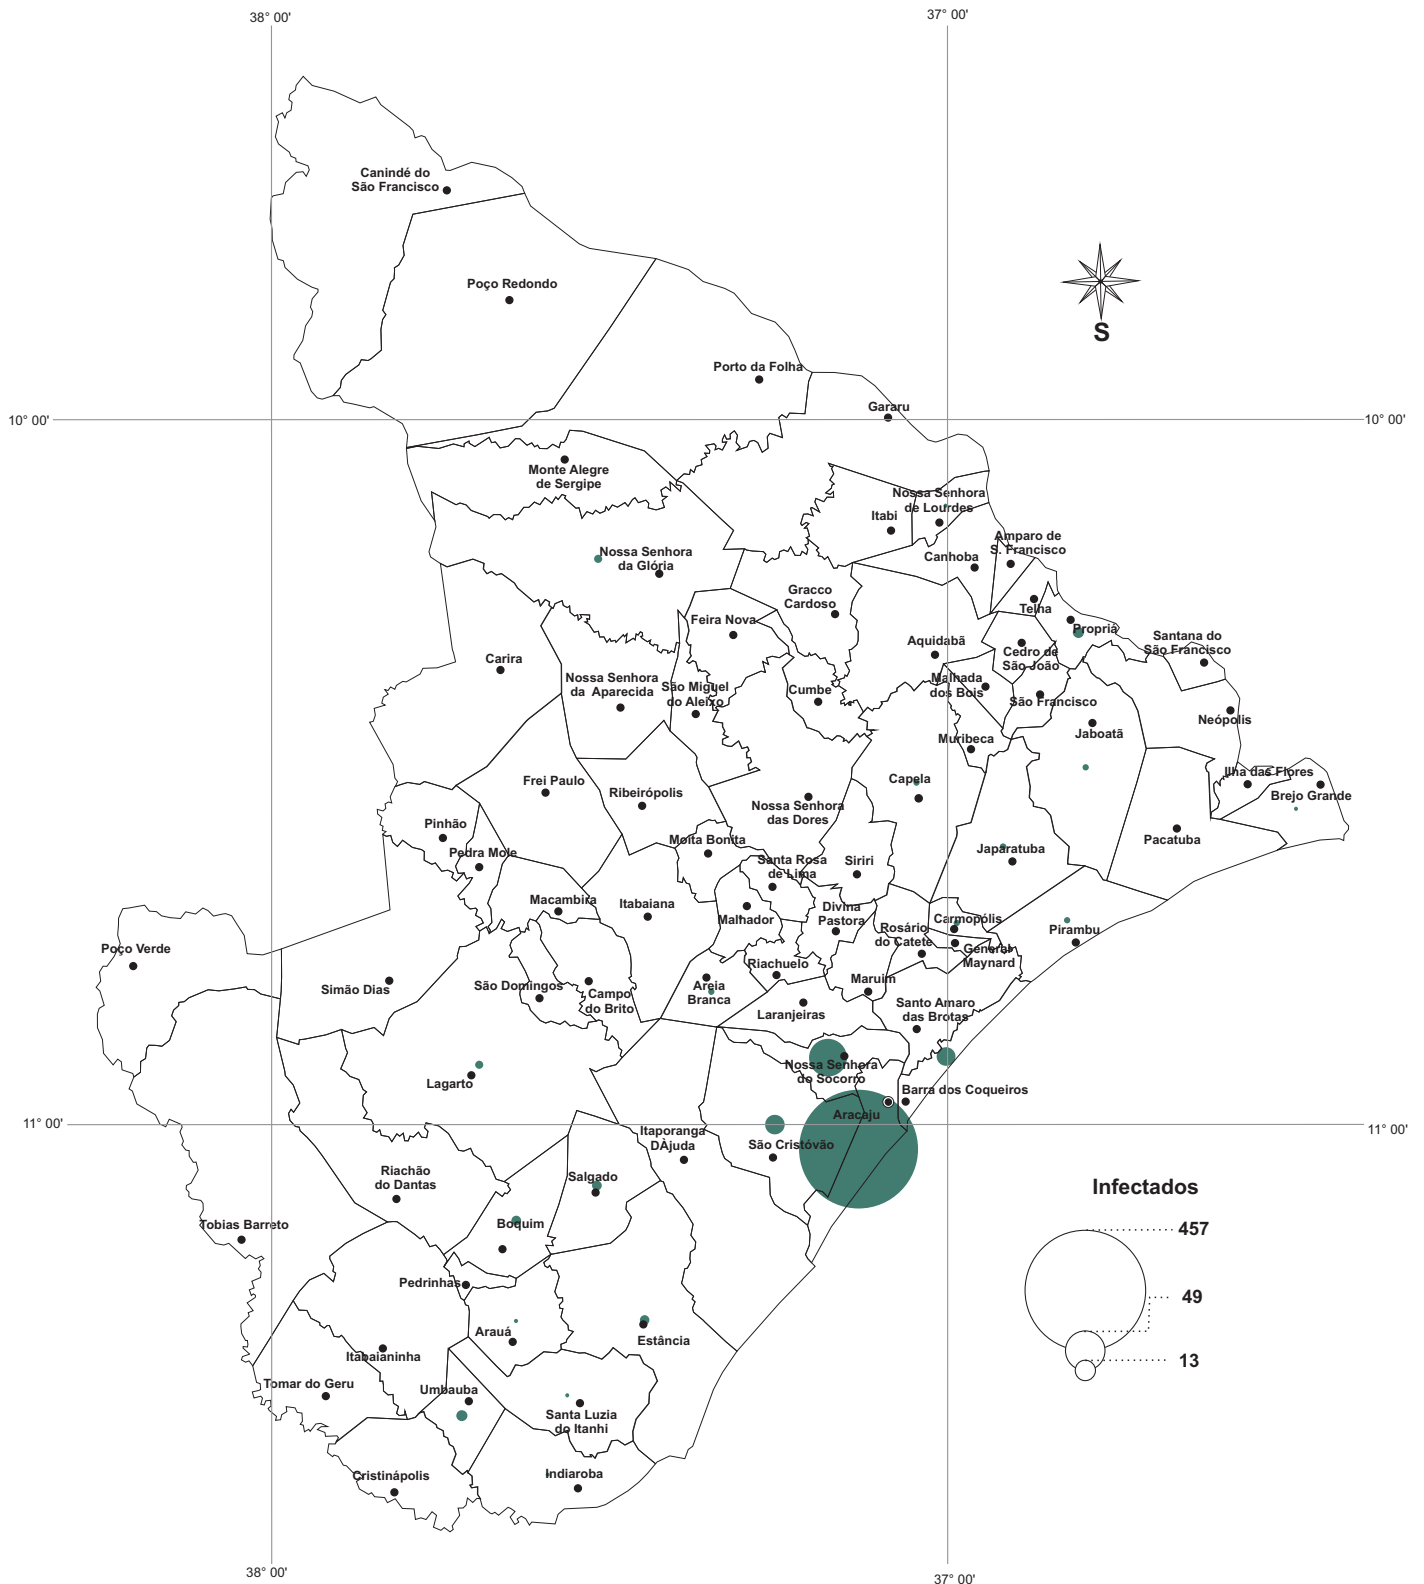 38° 00'
37° 00'
Canindé do
São Francisco
Poço Redondo
S
Porto da Folha
Gararu
10° 00'
10° 00'
Monte Alegre
de Sergipe
Nossa Senhora
de Lourdes
Itabi
Amparo de
S. Francisco
Canhoba
Nossa Senhora
da Glória
Gracco
Cardoso
Telha
Feira Nova
Propriá
Santana do
São Francisco
Aquidabã
Cedro de
São João
Carira
Nossa Senhora
da Aparecida
São Miguel
do Aleixo
Cumbe
Malhada
dos Bois
São Francisco
Neópolis
Jaboatã
Muribeca
Frei Paulo
Ribeirópolis
Capela
Ilha das Flores
Brejo Grande
Nossa Senhora
das Dores
Pinhão
Pedra Mole
Moita Bonita
Santa Rosa
de Lima
Siriri
Japaratuba
Pacatuba
Macambira
Itabaiana
Malhador
Divina
Pastora
Rosário
do Catete
Carmopólis
Pirambu
General
Maynard
Poço Verde
Simão Dias
São Domingos
Campo
do Brito
Areia
Branca
Riachuelo
Maruim
Laranjeiras
Santo Amaro
das Brotas
Lagarto
Nossa Senhora
do Socorro
Barra dos Coqueiros
Aracaju
11° 00'
11° 00'
Itaporanga
DÀjuda
São Cristóvão
Riachão
do Dantas
Salgado
Infectados
Tobias Barreto
Boquim
457
Pedrinhas
49
Arauá
Estância
Itabaianinha
13
Tomar do Geru
Umbauba
Santa Luzia
do Itanhi
Cristinápolis
Indiaroba
38° 00'
37° 00'